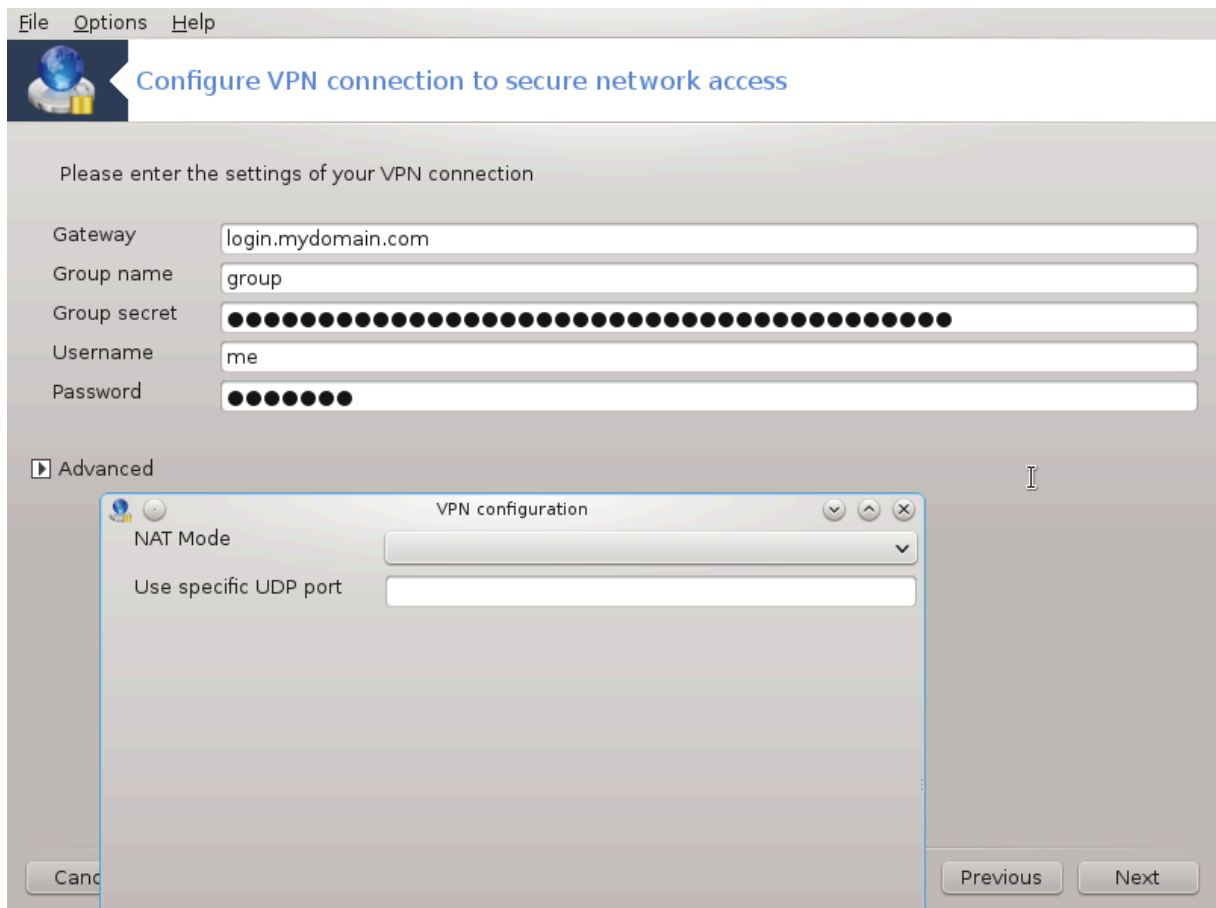 File Options Help
Configure VPN connection to secure network access
Please enter the settings of your VPN connection
Gateway login.mydomain.com
Group name group
Group secret ●●●●●●●●●●●●●●●●●●●●●●●●●●●●●●●●●●●●●●●●
Username me
Password ●●●●●●●
Advanced
VPN configuration
NAT Mode
Use specific UDP port
Previous Next